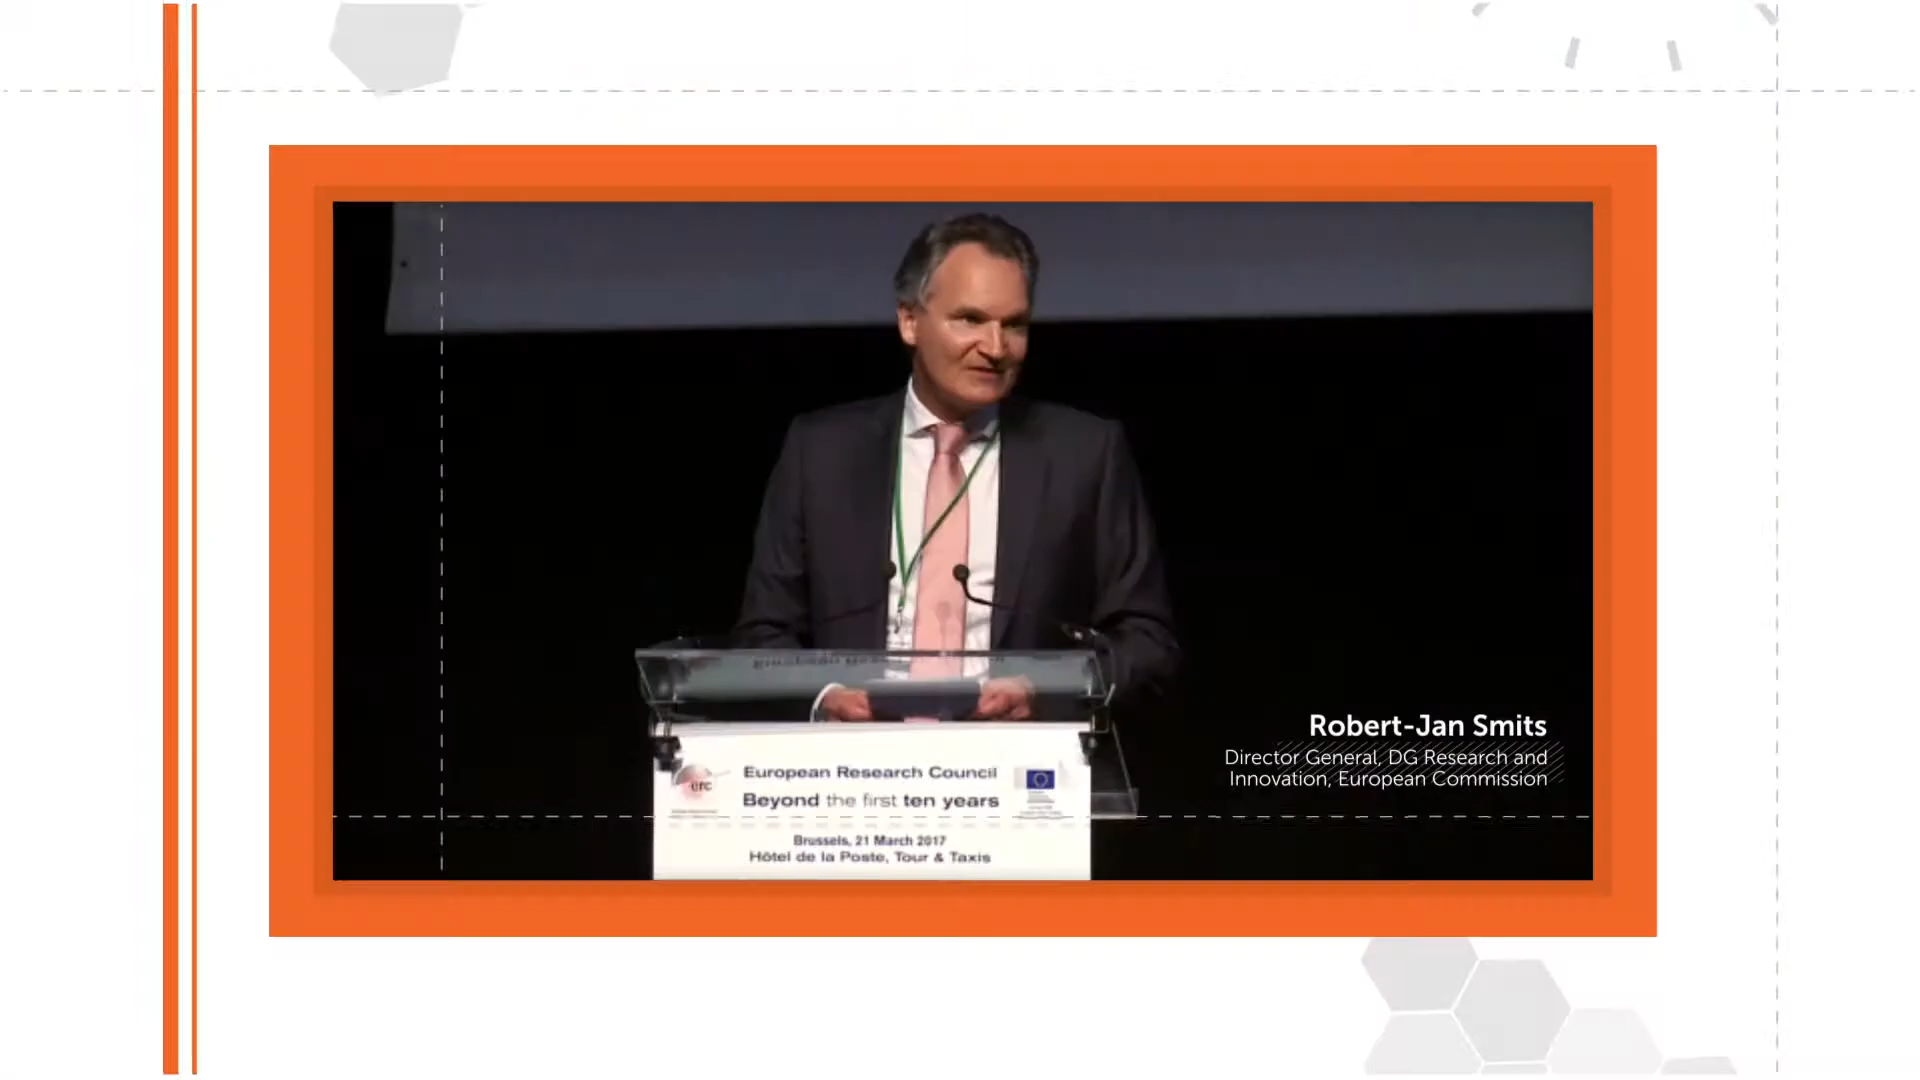 Robert-Jan Smits
Director General, DG Research and
Innovation, European Commission
erc
European Research Council
Beyond the first ten years
Brussels, 21 March 2017
Hôtel de la Poste, Tour & Taxis